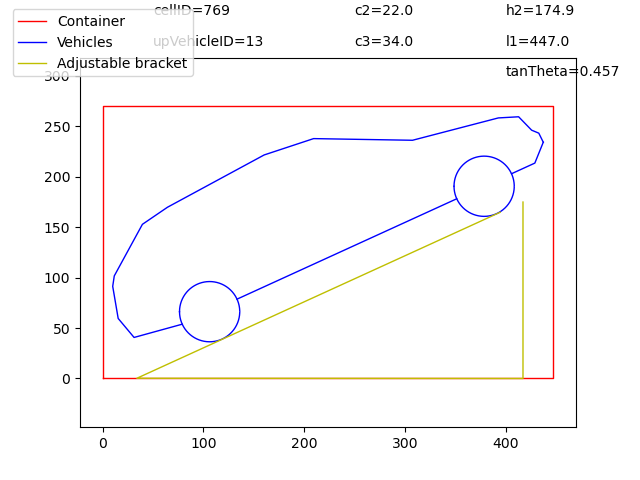 cellID=769 c2=22.0 h2=174.9
upVehicleID=13 c3=34.0 l1=447.0
tanTheta=0.457
Container
Vehicles
Adjustable bracket
300
250
200
150
100
50
0
0 100 200 300 400